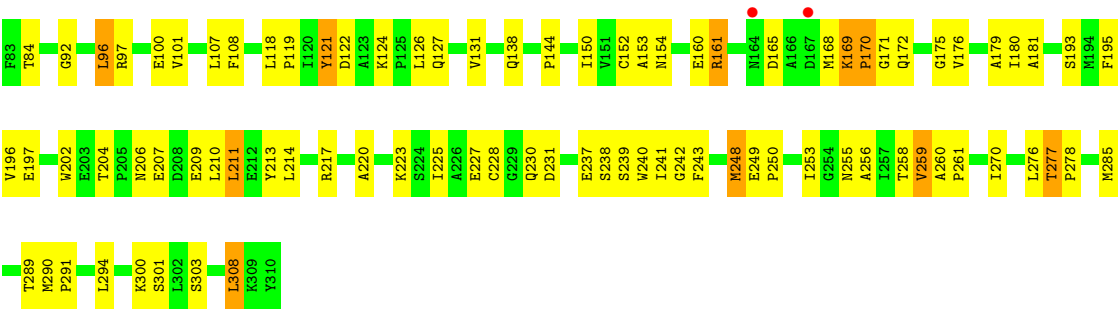 F83 T84 G92 L96 R97 E100 V101 L107 F108 L118 P119 I120 Y121 D122 A123 K124 P125 L126 Q127 V131 Q138 P144 I150 V151 C152 A153 N154 E160 R161 N164 D165 A166 D167 M168 K169 P170 G171 Q172 G175 V176 A179 I180 A181 S193 M194 F195
V196 E197 W202 E203 T204 P205 N206 E207 D208 E209 L210 L211 E212 Y213 L214 R217 A220 K223 S224 I225 A226 E227 C228 G229 Q230 D231 E237 S238 S239 W240 I241 G242 F243 M248 E249 P250 I253 G254 N255 A256 I257 T258 V259 A260 P261 I270 L276 T277 P278 M285
T289 M290 P291 L294 K300 S301 L302 S303 L308 K309 Y310